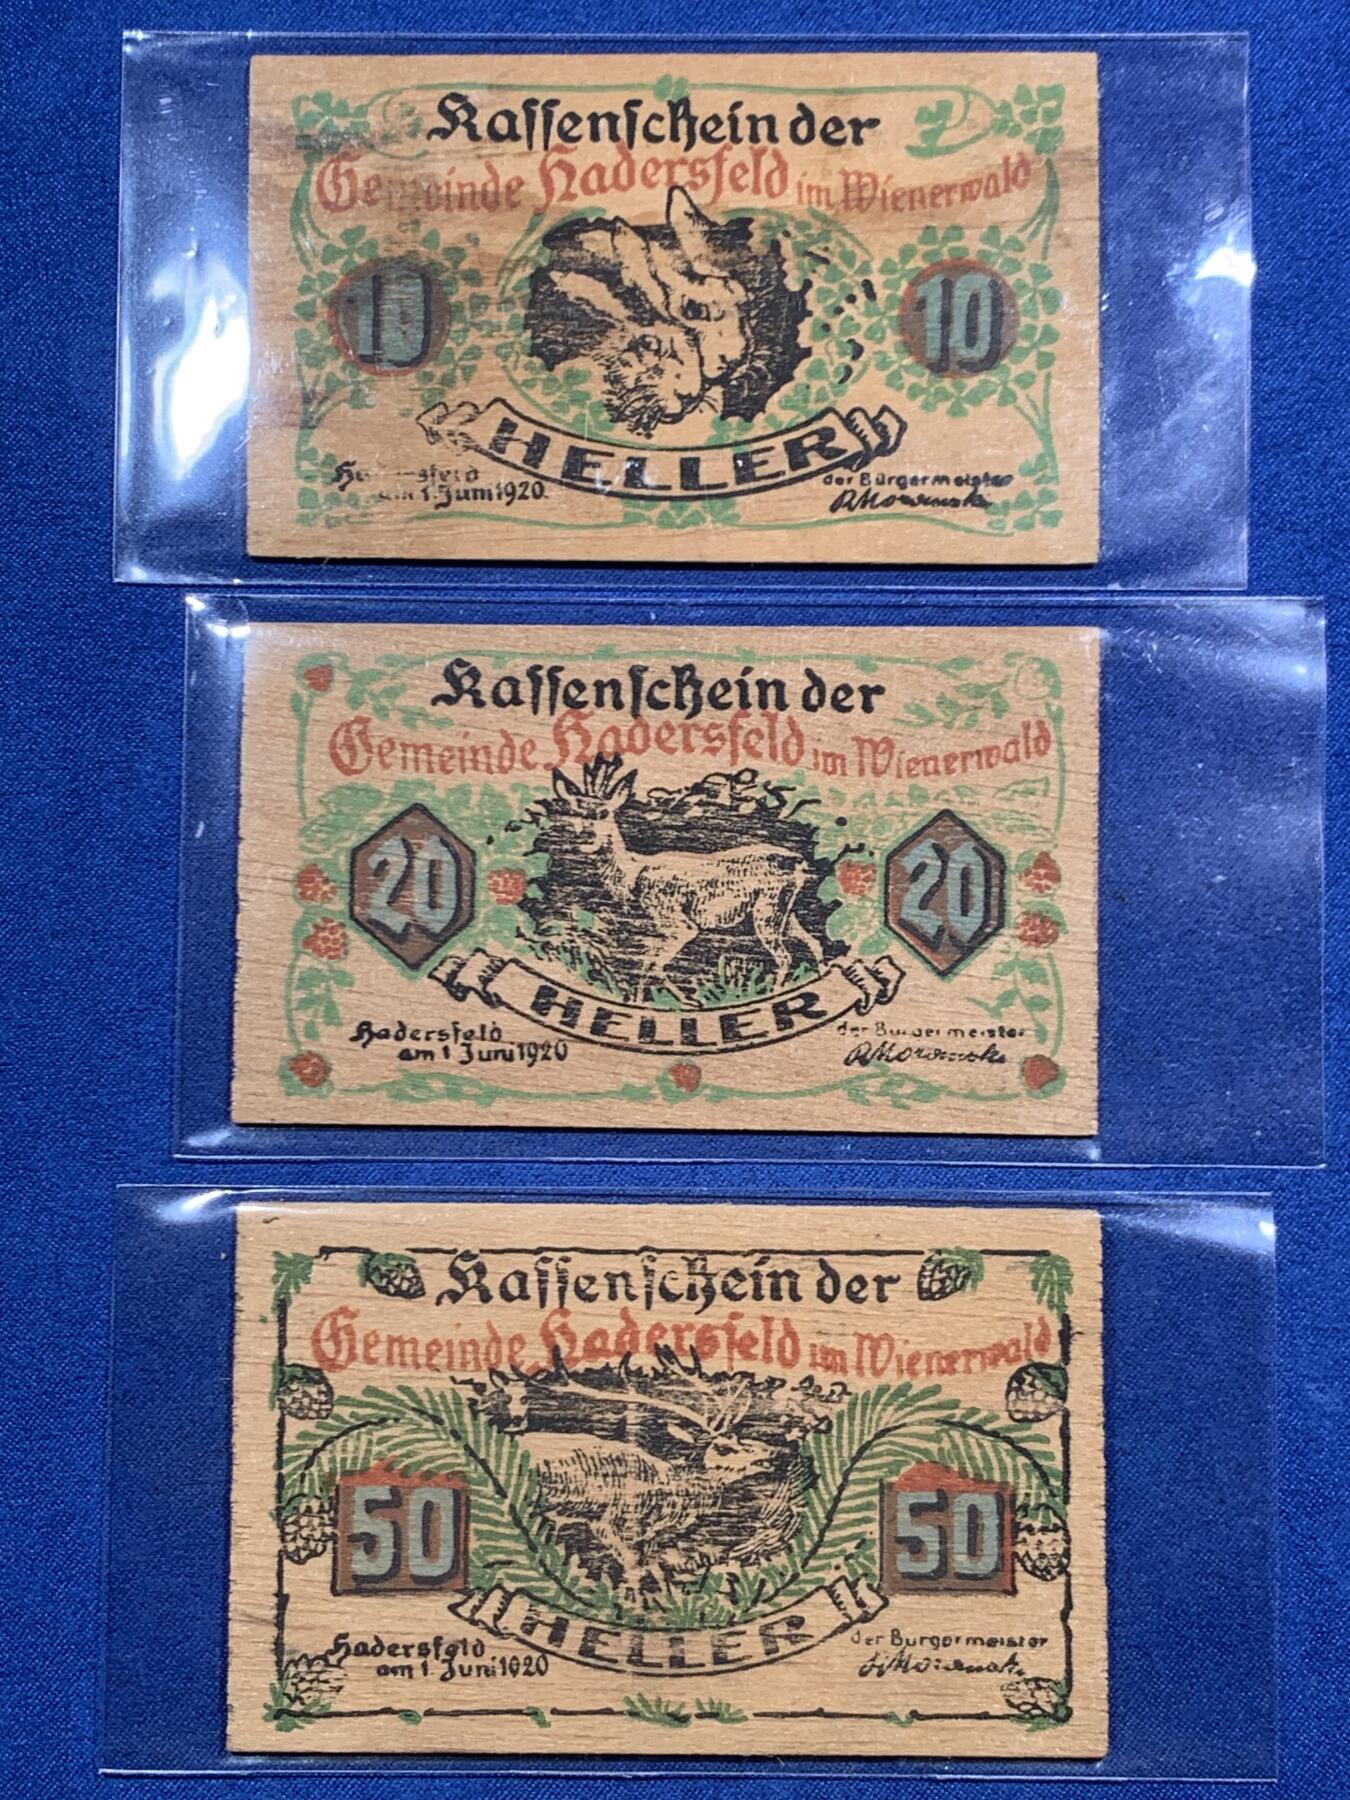 Kassenschein der
Gemeinde Hadersfeld im Wienerwald
10
10
HELLER
am 1. Juni 1920.
der Bürgermeister
Kassenschein der
Gemeinde Hadersfeld im Wienerwald
20
20
HELLER
Hadersfeld
am 1 Juni 1920
der Burgermeister
Kassenschein der
Gemeinde Hadersfeld im Wienerwald
50
50
HELLER
Hadersfeld
am 1. Juni 1920
der Burgermeister